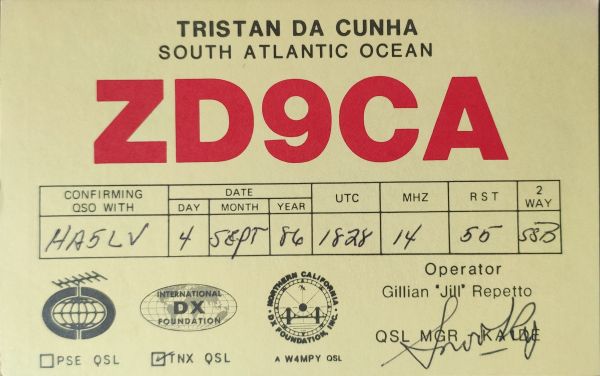 TRISTAN DA CUNHA
SOUTH ATLANTIC OCEAN
ZD9CA
CONFIRMING QSO WITH
DATE
DAY MONTH YEAR
UTC
MHZ
RST
2 WAY
HA5LV 4 SEPT 86 1828 14 55 SSB
INTERNATIONAL
DX
FOUNDATION
NORTHERN CALIFORNIA
DX FOUNDATION, INC.
Operator
Gillian "Jill" Repetto
QSL MGR KA1DE
PSE QSL
TNX QSL
A W4MPY QSL